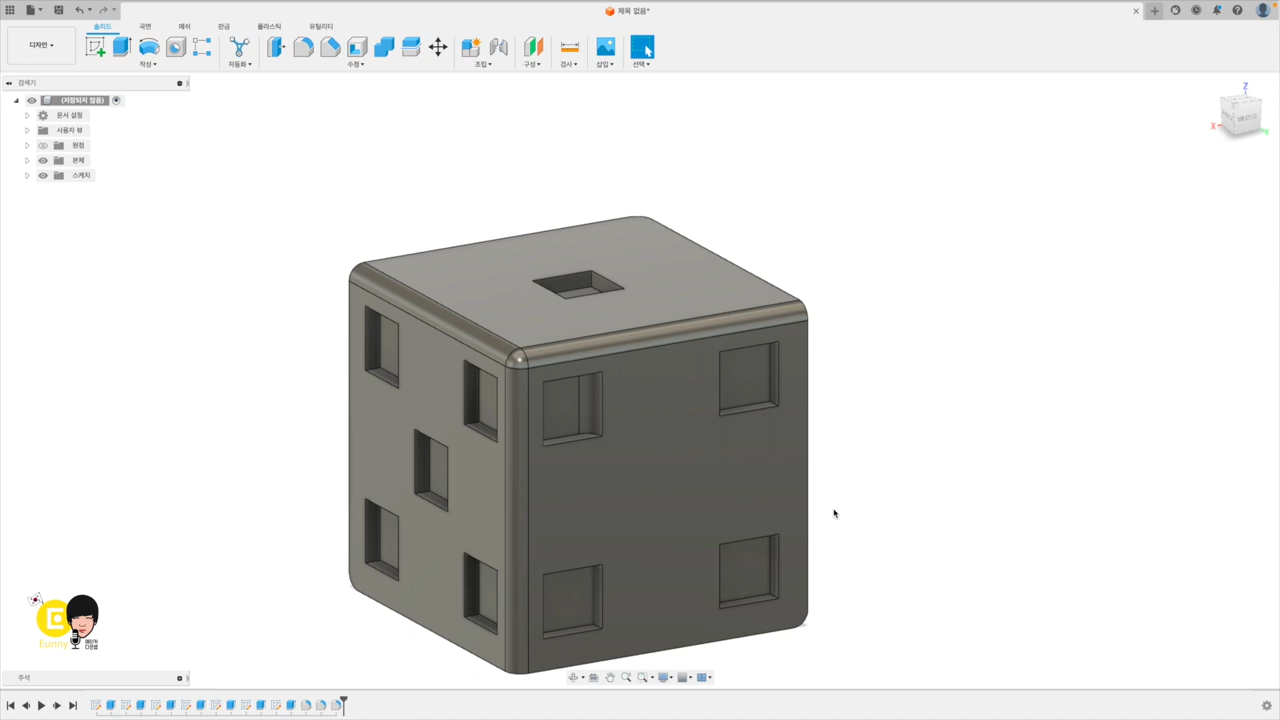 제목 없음*
디자인
솔리드
곡면
메쉬
판금
플라스틱
유틸리티
작성
자동화
수정
조립
구성
검사
삽입
선택
검색기
(저장되지 않음)
문서 설정
사용자 뷰
원점
본체
스케치
Z
X
Eunny
주석